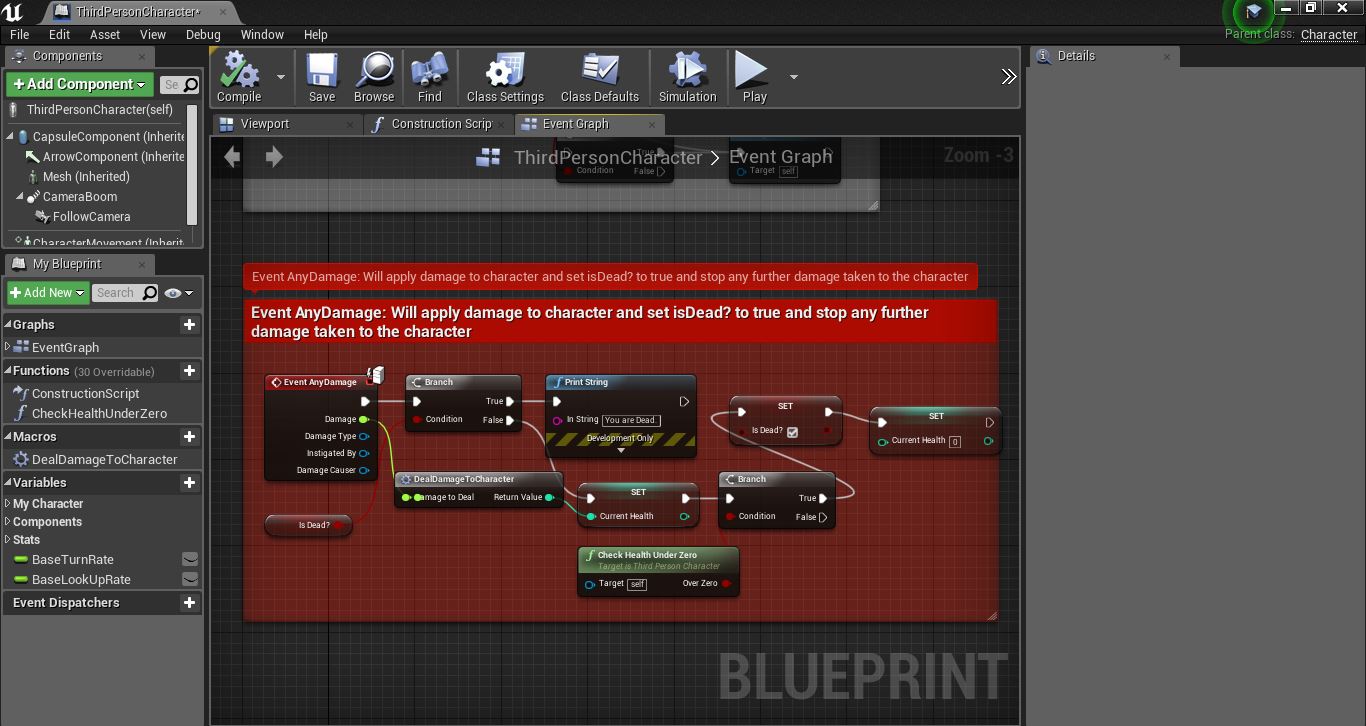 ThirdPersonCharacter*
File Edit Asset View Debug Window Help
Parent class: Character
Components
+ Add Component
Se
ThirdPersonCharacter(self)
CapsuleComponent (Inherite
ArrowComponent (Inherite
Mesh (Inherited)
CameraBoom
FollowCamera
CharacterMovement (Inherit
My Blueprint
+ Add New
Search
Graphs
EventGraph
Functions (30 Overridable)
ConstructionScript
CheckHealthUnderZero
Macros
DealDamageToCharacter
Variables
My Character
Components
Stats
BaseTurnRate
BaseLookUpRate
Event Dispatchers
Compile Save Browse Find Class Settings Class Defaults Simulation Play
Viewport
Construction Scrip
Event Graph
ThirdPersonCharacter > Event Graph
Zoom -3
True
Condition False
Target self
Event AnyDamage: Will apply damage to character and set isDead? to true and stop any further damage taken to the character
Event AnyDamage: Will apply damage to character and set isDead? to true and stop any further
damage taken to the character
Event AnyDamage
Damage
Damage Type
Instigated By
Damage Causer
Is Dead?
Branch
True
Condition
False
Print String
In String You are Dead.
Development Only
DealDamageToCharacter
amage to Deal Return Value
SET
Current Health
Check Health Under Zero
Target is Third Person Character
Target self Over Zero
Branch
True
Condition False
SET
Is Dead?
SET
Current Health 0
BLUEPRINT
Details